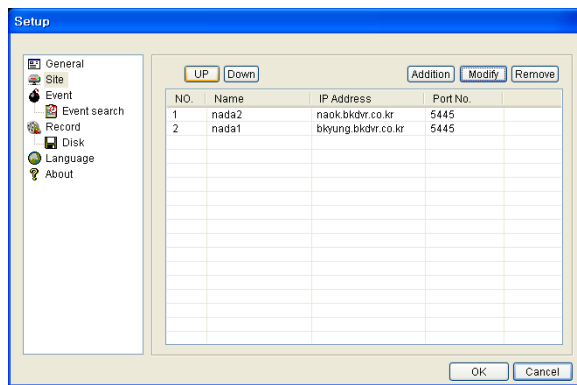 Setup
General
Site
Event
Event search
Record
Disk
Language
About
UP Down Addition Modify Remove
NO. Name IP Address Port No.
1 nada2 naok.bkdvr.co.kr 5445
2 nada1 bkyung.bkdvr.co.kr 5445
OK Cancel